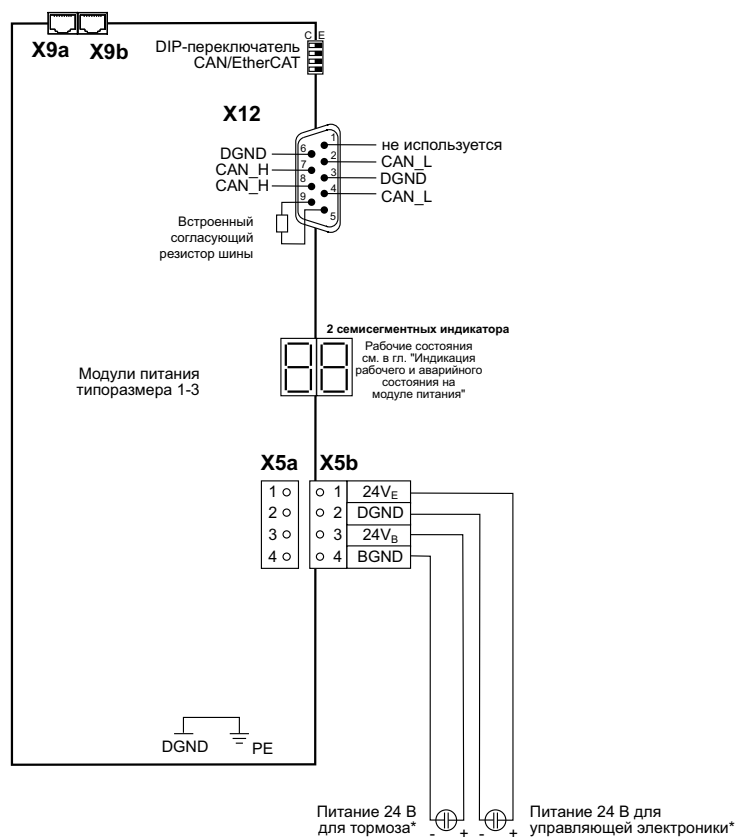 X9a X9b
DIP-переключатель
CAN/EtherCAT
C E
X12
DGND
CAN_H
CAN_H
6
7
8
9
1
2
3
4
5
не используется
CAN_L
DGND
CAN_L
Встроенный
согласующий
резистор шины
2 семисегментных индикатора
Рабочие состояния
см. в гл. "Индикация
рабочего и аварийного
состояния на
модуле питания"
Модули питания
типоразмера 1-3
X5a X5b
1 1 24V_E
2 2 DGND
3 3 24V_B
4 4 BGND
DGND PE
Питание 24 В
для тормоза*
- +
- +
Питание 24 В для
управляющей электроники*